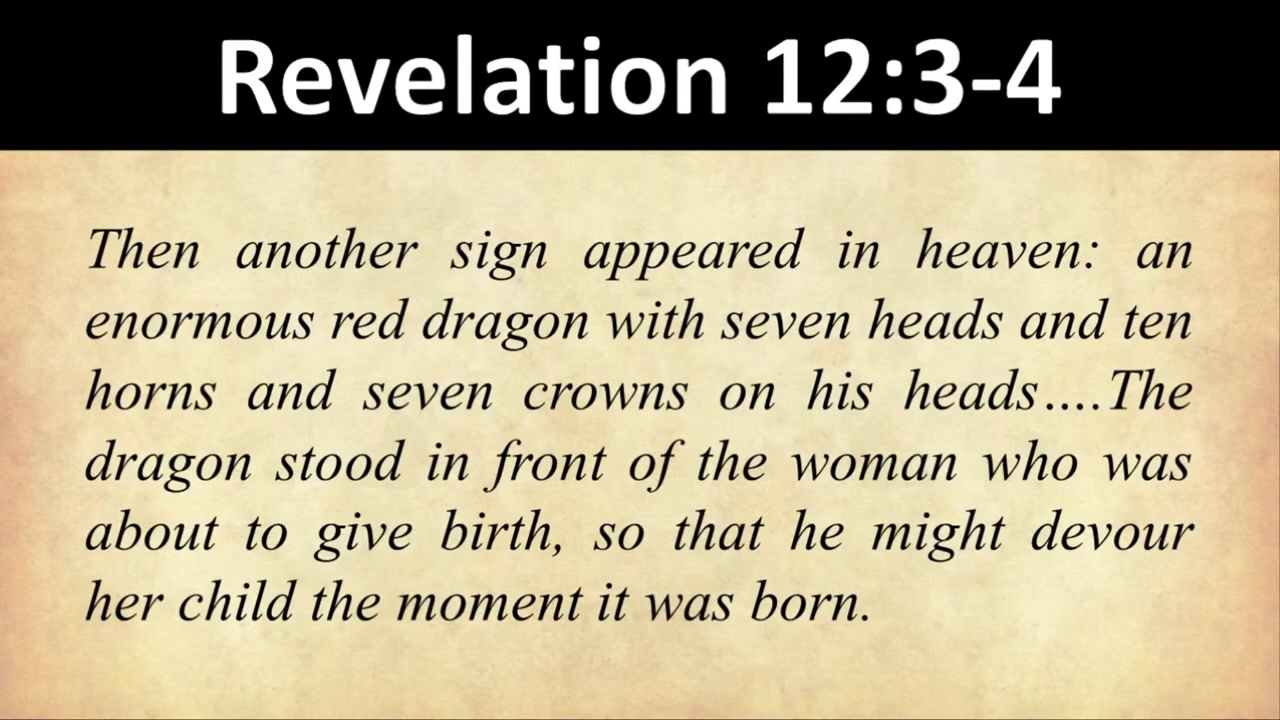 Revelation 12:3-4
Then another sign appeared in heaven: an
enormous red dragon with seven heads and ten
horns and seven crowns on his heads....The
dragon stood in front of the woman who was
about to give birth, so that he might devour
her child the moment it was born.